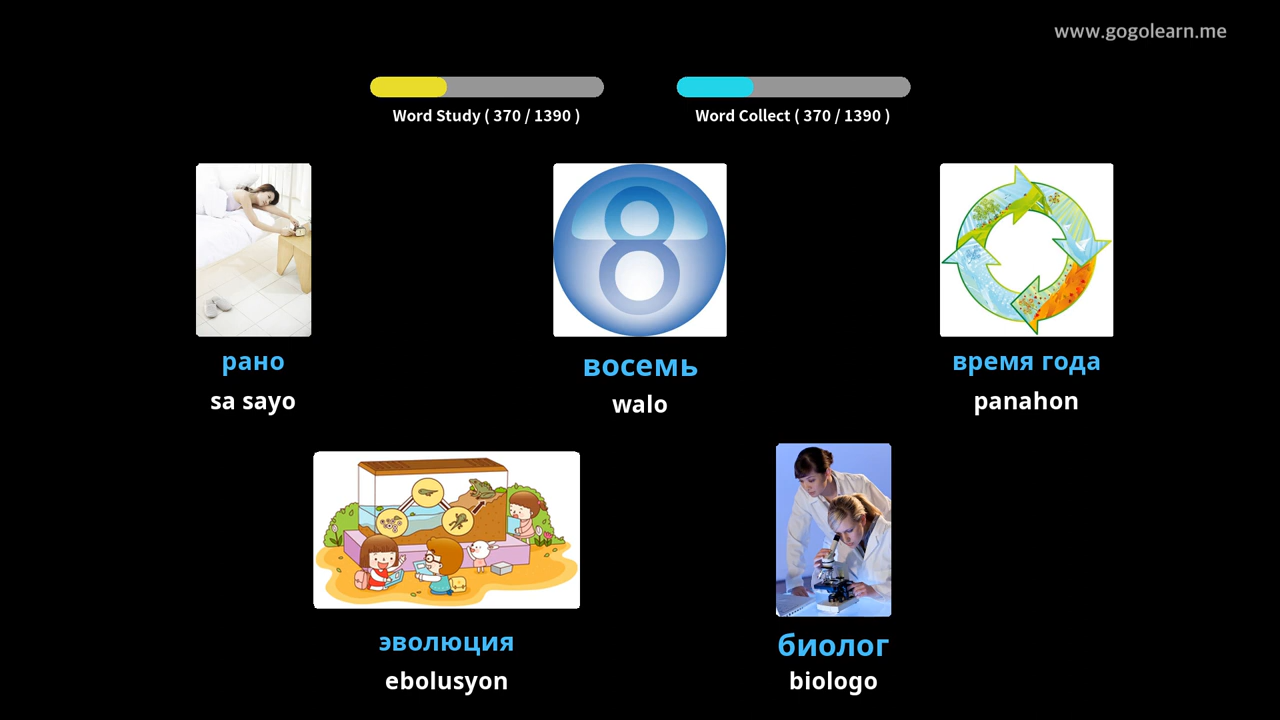 www.gogolearn.me
Word Study ( 370 / 1390 )
Word Collect ( 370 / 1390 )
8
рано
sa sayo
восемь
walo
время года
panahon
эволюция
ebolusyon
биолог
biologo